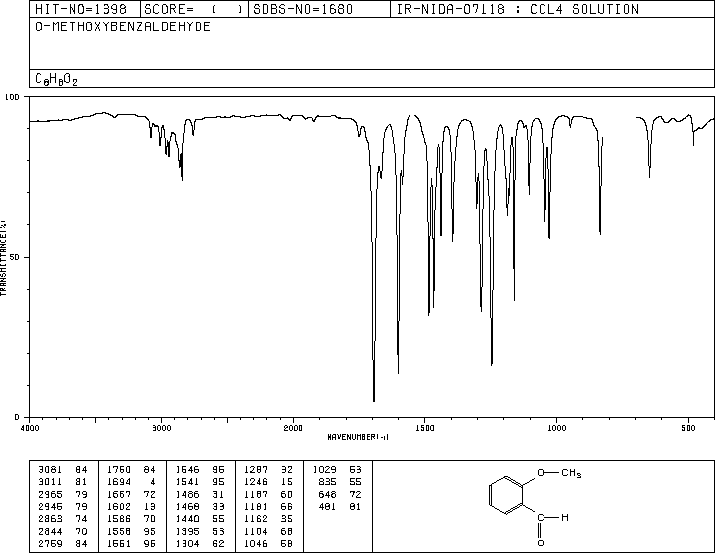 HIT-NO=1398 SCORE= ( ) SDBS-NO=1680 IR-NIDA-07118 : CCL4 SOLUTION
O-METHOXYBENZALDEHYDE
C8H8O2
100
50
0
TRANSMITTANCE(%)
4000 3000 2000 1500 1000 500
WAVENUMBER(-1)
3081 84 1760 84 1646 86 1287 32 1029 53
3011 81 1694 4 1541 95 1246 15 835 55
2965 79 1667 72 1486 31 1187 60 648 72
2945 79 1602 13 1468 33 1181 66 481 81
2863 74 1586 70 1440 55 1162 35
2844 70 1558 95 1395 53 1104 68
2759 84 1551 96 1304 62 1046 58
O CH3
C H
O